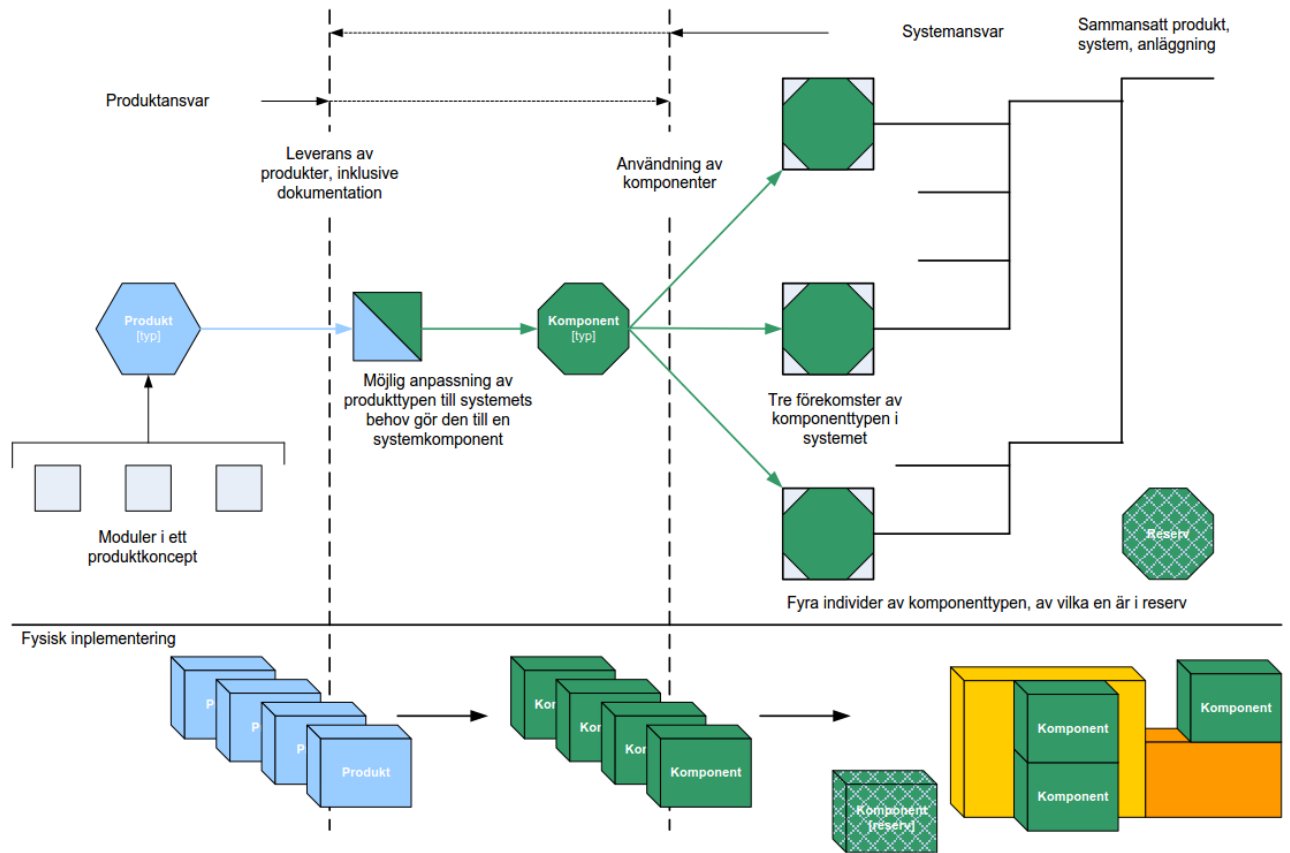 Systemansvar
Sammansatt produkt,
system, anläggning
Produktansvar
Leverans av
produkter, inklusive
dokumentation
Användning av
komponenter
Produkt
[typ]
Komponent
[typ]
Möjlig anpassning av
produkttypen till systemets
behov gör den till en
systemkomponent
Tre förekomster av
komponenttypen i
systemet
Moduler i ett
produktkoncept
Reserv
Fyra individer av komponenttypen, av vilka en är i reserv
Fysisk inplementering
P
P
P
Produkt
Kom
Kon
Ko
Komponent
Komponent
[reserv]
Komponent
Komponent
Komponent